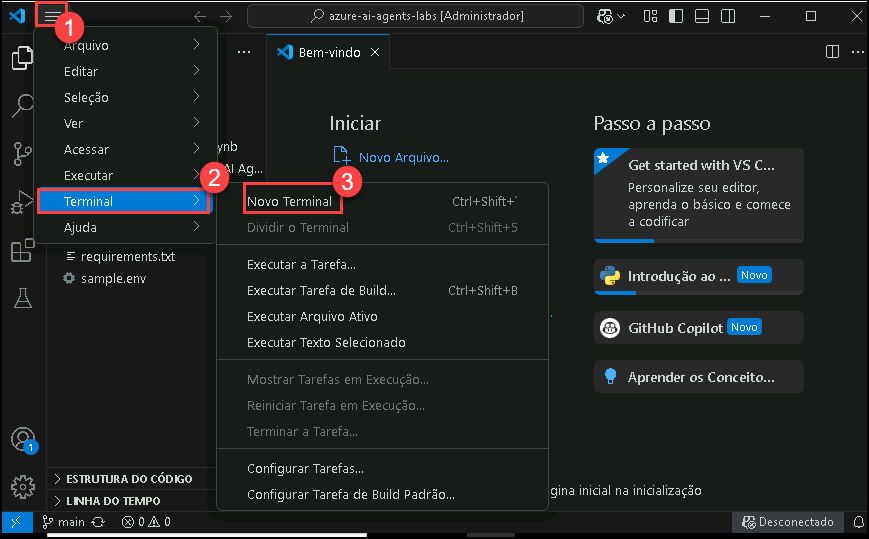 azure-ai-agents-labs [Administrador]
1
Arquivo
Editar
Seleção
Ver
Acessar
Executar
Terminal
Ajuda
2
3
Bem-vindo
ynb
AI Ag...
requirements.txt
sample.env
Novo Terminal Ctrl+Shift+`
Dividir o Terminal Ctrl+Shift+5
Executar a Tarefa...
Executar Tarefa de Build... Ctrl+Shift+B
Executar Arquivo Ativo
Executar Texto Selecionado
Mostrar Tarefas em Execução...
Reiniciar Tarefa em Execução...
Terminar a Tarefa...
Configurar Tarefas...
Configurar Tarefa de Build Padrão...
Iniciar
Novo Arquivo...
Passo a passo
Get started with VS C...
Personalize seu editor,
aprenda o básico e comece
a codificar
Introdução ao ... Novo
GitHub Copilot Novo
Aprender os Conceito...
gina inicial na inicialização
1
ESTRUTURA DO CÓDIGO
LINHA DO TEMPO
main 0 0 Desconectado